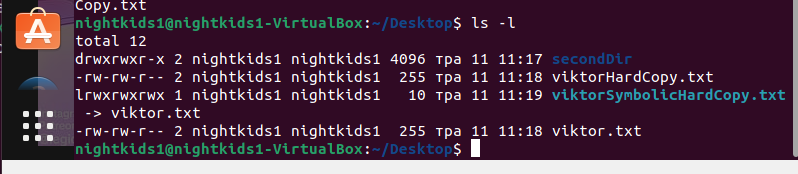 Copy.txt
nightkids1@nightkids1-VirtualBox:~/Desktop$ ls -l
total 12
drwxrwxr-x 2 nightkids1 nightkids1 4096 тра 11 11:17 secondDir
-rw-rw-r-- 2 nightkids1 nightkids1  255 тра 11 11:18 viktorHardCopy.txt
lrwxrwxrwx 1 nightkids1 nightkids1   10 тра 11 11:19 viktorSymbolicHardCopy.txt
 -> viktor.txt
-rw-rw-r-- 2 nightkids1 nightkids1  255 тра 11 11:18 viktor.txt
nightkids1@nightkids1-VirtualBox:~/Desktop$